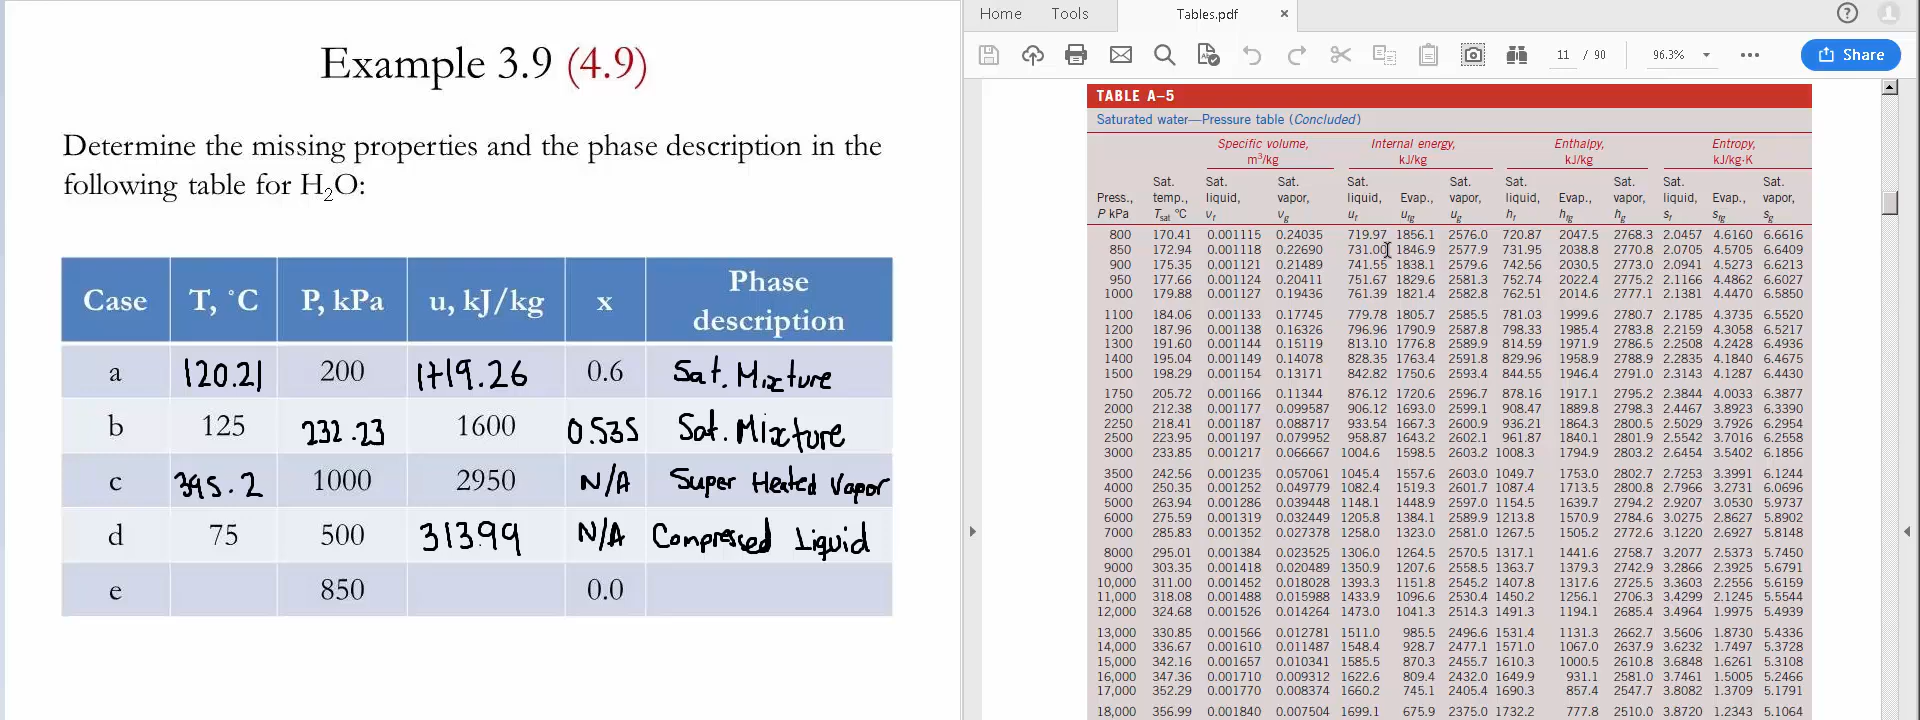 Example 3.9 (4.9)
Determine the missing properties and the phase description in the
following table for H₂O:
Case T, °C P, kPa u, kJ/kg x Phase description
a 120.21 200 1719.26 0.6 Sat. Mixture
b 125 232.23 1600 0.535 Sat. Mixture
c 395.2 1000 2950 N/A Super Heated Vapor
d 75 500 313.99 N/A Compressed Liquid
e 850 0.0
Home Tools Tables.pdf ×
11 / 90 96.3% Share
TABLE A–5
Saturated water—Pressure table (Concluded)
Specific volume, Internal energy, Enthalpy, Entropy,
m³/kg kJ/kg kJ/kg kJ/kg·K
Sat. Sat. Sat. Sat. Sat. Sat. Sat. Sat. Sat.
Press., temp., liquid, vapor, liquid, Evap., vapor, liquid, Evap., vapor, liquid, Evap., vapor,
P kPa Tsat °C vf vg uf ufg ug hf hfg hg sf sfg sg
800 170.41 0.001115 0.24035 719.97 1856.1 2576.0 720.87 2047.5 2768.3 2.0457 4.6160 6.6616
850 172.94 0.001118 0.22690 731.00 1846.9 2577.9 731.95 2038.8 2770.8 2.0705 4.5705 6.6409
900 175.35 0.001121 0.21489 741.55 1838.1 2579.6 742.56 2030.5 2773.0 2.0941 4.5273 6.6213
950 177.66 0.001124 0.20411 751.67 1829.6 2581.3 752.74 2022.4 2775.2 2.1166 4.4862 6.6027
1000 179.88 0.001127 0.19436 761.39 1821.4 2582.8 762.51 2014.6 2777.1 2.1381 4.4470 6.5850
1100 184.06 0.001133 0.17745 779.78 1805.7 2585.5 781.03 1999.6 2780.7 2.1785 4.3735 6.5520
1200 187.96 0.001138 0.16326 796.96 1790.9 2587.8 798.33 1985.4 2783.8 2.2159 4.3058 6.5217
1300 191.60 0.001144 0.15119 813.10 1776.8 2589.9 814.59 1971.9 2786.5 2.2508 4.2428 6.4936
1400 195.04 0.001149 0.14078 828.35 1763.4 2591.8 829.96 1958.9 2788.9 2.2835 4.1840 6.4675
1500 198.29 0.001154 0.13171 842.82 1750.6 2593.4 844.55 1946.4 2791.0 2.3143 4.1287 6.4430
1750 205.72 0.001166 0.11344 876.12 1720.6 2596.7 878.16 1917.1 2795.2 2.3844 4.0033 6.3877
2000 212.38 0.001177 0.099587 906.12 1693.0 2599.1 908.47 1889.8 2798.3 2.4467 3.8923 6.3390
2250 218.41 0.001187 0.088717 933.54 1667.3 2600.9 936.21 1864.3 2800.5 2.5029 3.7926 6.2954
2500 223.95 0.001197 0.079952 958.87 1643.2 2602.1 961.87 1840.1 2801.9 2.5542 3.7016 6.2558
3000 233.85 0.001217 0.066667 1004.6 1598.5 2603.2 1008.3 1794.9 2803.2 2.6454 3.5402 6.1856
3500 242.56 0.001235 0.057061 1045.4 1557.6 2603.0 1049.7 1753.0 2802.7 2.7253 3.3991 6.1244
4000 250.35 0.001252 0.049779 1082.4 1519.3 2601.7 1087.4 1713.5 2800.8 2.7966 3.2731 6.0696
5000 263.94 0.001286 0.039448 1148.1 1448.9 2597.0 1154.5 1639.7 2794.2 2.9207 3.0530 5.9737
6000 275.59 0.001319 0.032449 1205.8 1384.1 2589.9 1213.8 1570.9 2784.6 3.0275 2.8627 5.8902
7000 285.83 0.001352 0.027378 1258.0 1323.0 2581.0 1267.5 1505.2 2772.6 3.1220 2.6927 5.8148
8000 295.01 0.001384 0.023525 1306.0 1264.5 2570.5 1317.1 1441.6 2758.7 3.2077 2.5373 5.7450
9000 303.35 0.001418 0.020489 1350.9 1207.6 2558.5 1363.7 1379.3 2742.9 3.2866 2.3925 5.6791
10,000 311.00 0.001452 0.018028 1393.3 1151.8 2545.2 1407.8 1317.6 2725.5 3.3603 2.2556 5.6159
11,000 318.08 0.001488 0.015988 1433.9 1096.6 2530.4 1450.2 1256.1 2706.3 3.4299 2.1245 5.5544
12,000 324.68 0.001526 0.014264 1473.0 1041.3 2514.3 1491.3 1194.1 2685.4 3.4964 1.9975 5.4939
13,000 330.85 0.001566 0.012781 1511.0 985.5 2496.6 1531.4 1131.3 2662.7 3.5606 1.8730 5.4336
14,000 336.67 0.001610 0.011487 1548.4 928.7 2477.1 1571.0 1067.0 2637.9 3.6232 1.7497 5.3728
15,000 342.16 0.001657 0.010341 1585.5 870.3 2455.7 1610.3 1000.5 2610.8 3.6848 1.6261 5.3108
16,000 347.36 0.001710 0.009312 1622.6 809.4 2432.0 1649.9 931.1 2581.0 3.7461 1.5005 5.2466
17,000 352.29 0.001770 0.008374 1660.2 745.1 2405.4 1690.3 857.4 2547.7 3.8082 1.3709 5.1791
18,000 356.99 0.001840 0.007504 1699.1 675.9 2375.0 1732.2 777.8 2510.0 3.8720 1.2343 5.1064